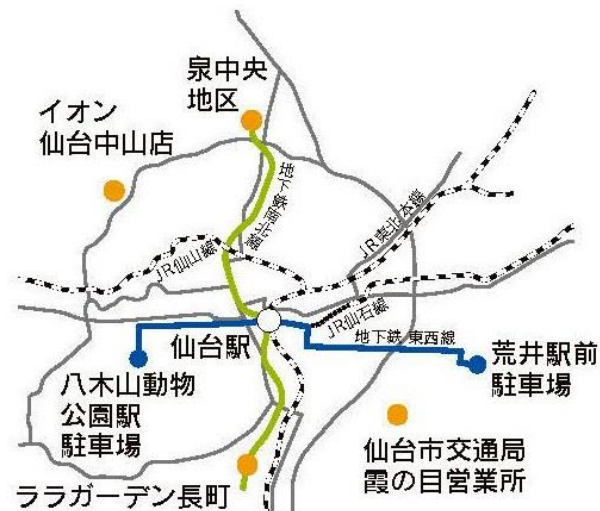 泉中央
地区
イオン
仙台中山店
地下鉄南北線
JR東北本線
JR仙山線
JR仙石線
仙台駅
地下鉄 東西線
荒井駅前
駐車場
八木山動物
公園駅
駐車場
仙台市交通局
霞の目営業所
ララガーデン長町